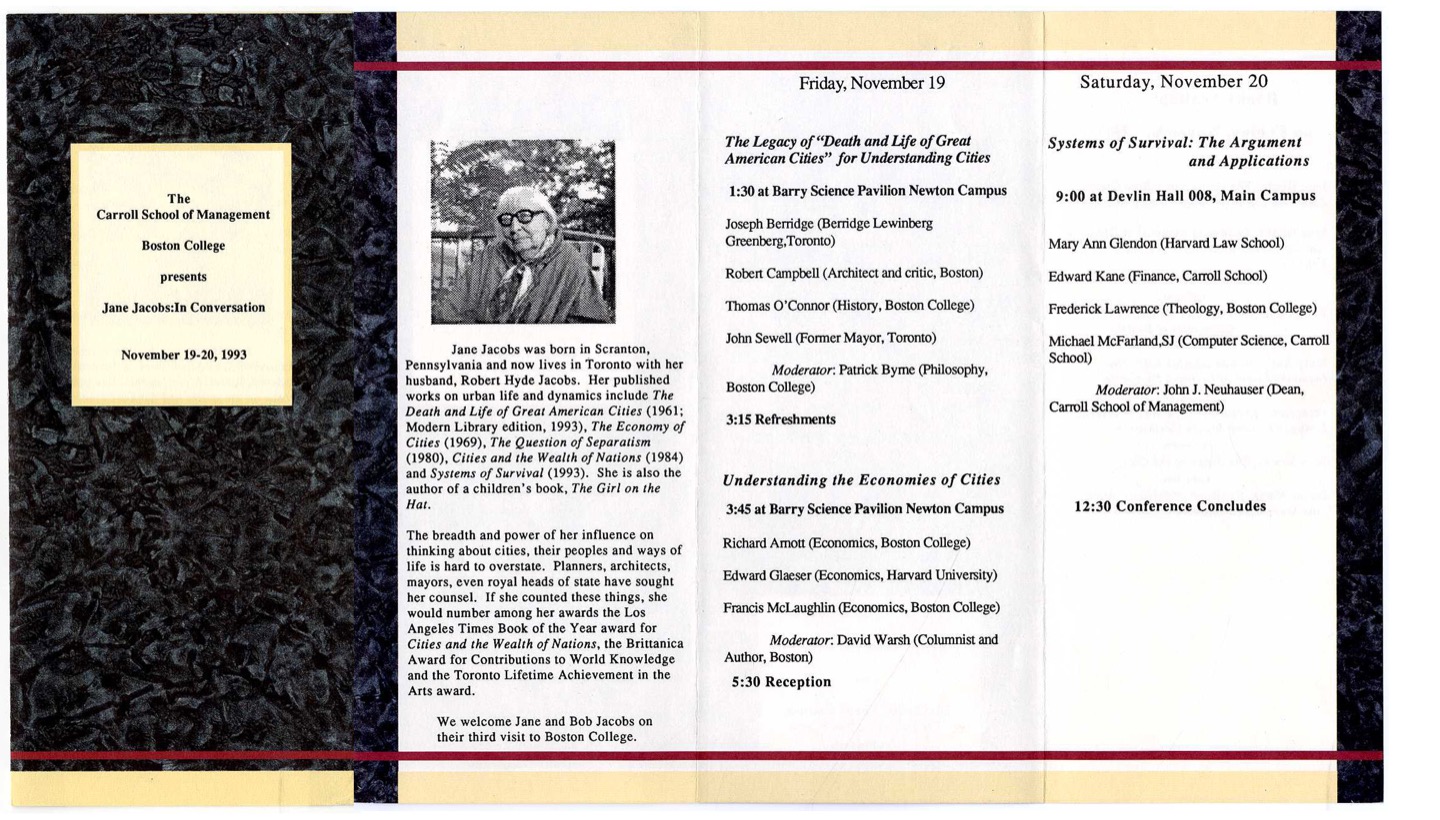 The
Carroll School of Management
Boston College
presents
Jane Jacobs:In Conversation
November 19-20, 1993
Jane Jacobs was born in Scranton,
Pennsylvania and now lives in Toronto with her
husband, Robert Hyde Jacobs. Her published
works on urban life and dynamics include The
Death and Life of Great American Cities (1961;
Modern Library edition, 1993), The Economy of
Cities (1969), The Question of Separatism
(1980), Cities and the Wealth of Nations (1984)
and Systems of Survival (1993). She is also the
author of a children's book, The Girl on the
Hat.
The breadth and power of her influence on
thinking about cities, their peoples and ways of
life is hard to overstate. Planners, architects,
mayors, even royal heads of state have sought
her counsel. If she counted these things, she
would number among her awards the Los
Angeles Times Book of the Year award for
Cities and the Wealth of Nations, the Brittanica
Award for Contributions to World Knowledge
and the Toronto Lifetime Achievement in the
Arts award.
We welcome Jane and Bob Jacobs on
their third visit to Boston College.
Friday, November 19
The Legacy of "Death and Life of Great
American Cities" for Understanding Cities
1:30 at Barry Science Pavilion Newton Campus
Joseph Berridge (Berridge Lewinberg
Greenberg,Toronto)
Robert Campbell (Architect and critic, Boston)
Thomas O'Connor (History, Boston College)
John Sewell (Former Mayor, Toronto)
Moderator: Patrick Byrne (Philosophy,
Boston College)
3:15 Refreshments
Understanding the Economies of Cities
3:45 at Barry Science Pavilion Newton Campus
Richard Arnott (Economics, Boston College)
Edward Glaeser (Economics, Harvard University)
Francis McLaughlin (Economics, Boston College)
Moderator: David Warsh (Columnist and
Author, Boston)
5:30 Reception
Saturday, November 20
Systems of Survival: The Argument
and Applications
9:00 at Devlin Hall 008, Main Campus
Mary Ann Glendon (Harvard Law School)
Edward Kane (Finance, Carroll School)
Frederick Lawrence (Theology, Boston College)
Michael McFarland,SJ (Computer Science, Carroll
School)
Moderator: John J. Neuhauser (Dean,
Carroll School of Management)
12:30 Conference Concludes